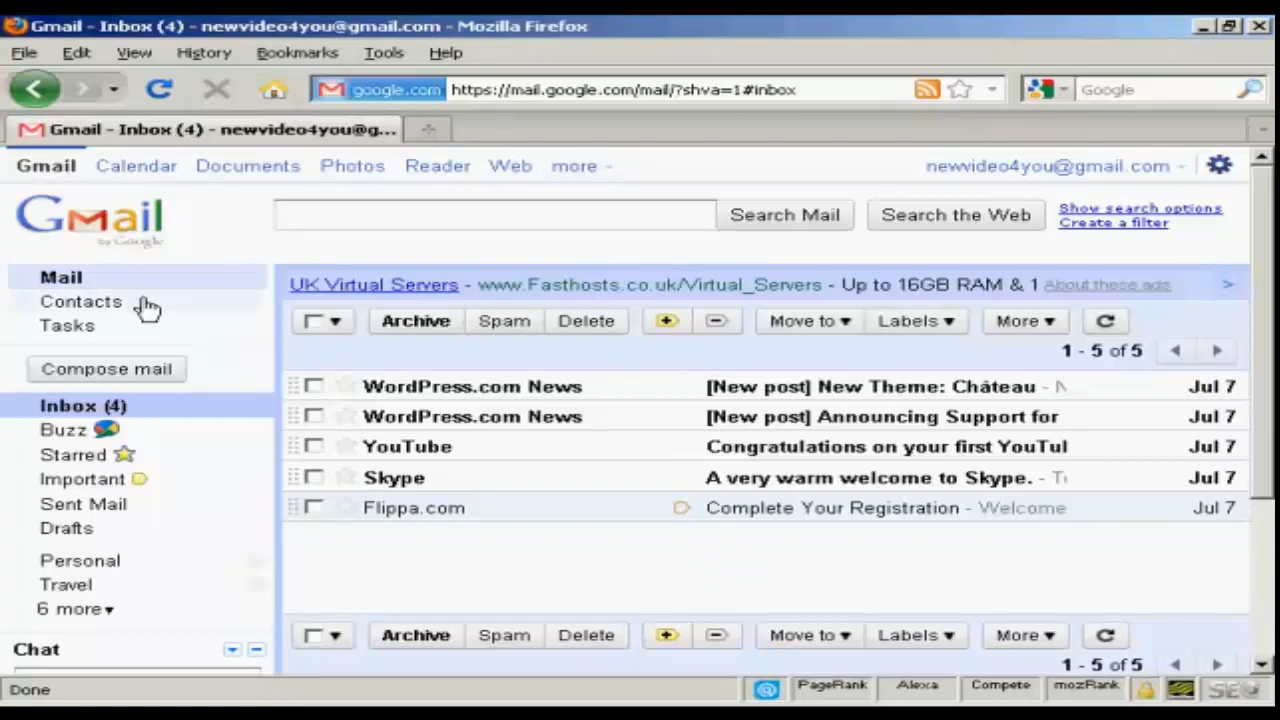 Gmail - Inbox (4) - newvideo4you@gmail.com - Mozilla Firefox
File Edit View History Bookmarks Tools Help
google.com https://mail.google.com/mail/?shva=1#inbox Google
Gmail - Inbox (4) - newvideo4you@g...
Gmail Calendar Documents Photos Reader Web more newvideo4you@gmail.com
Gmail
by Google
Search Mail Search the Web
Show search options
Create a filter
Mail
Contacts
Tasks
Compose mail
Inbox (4)
Buzz
Starred
Important
Sent Mail
Drafts
Personal
Travel
6 more
Chat
UK Virtual Servers - www.Fasthosts.co.uk/Virtual_Servers - Up to 16GB RAM & 1 About these ads >
Archive Spam Delete Move to Labels More
1 - 5 of 5
WordPress.com News [New post] New Theme: Château - Jul 7
WordPress.com News [New post] Announcing Support for Jul 7
YouTube Congratulations on your first YouTu Jul 7
Skype A very warm welcome to Skype. - Jul 7
Flippa.com Complete Your Registration - Welcome Jul 7
Archive Spam Delete Move to Labels More
1 - 5 of 5
Done PageRank Alexa Compete mozRank SE